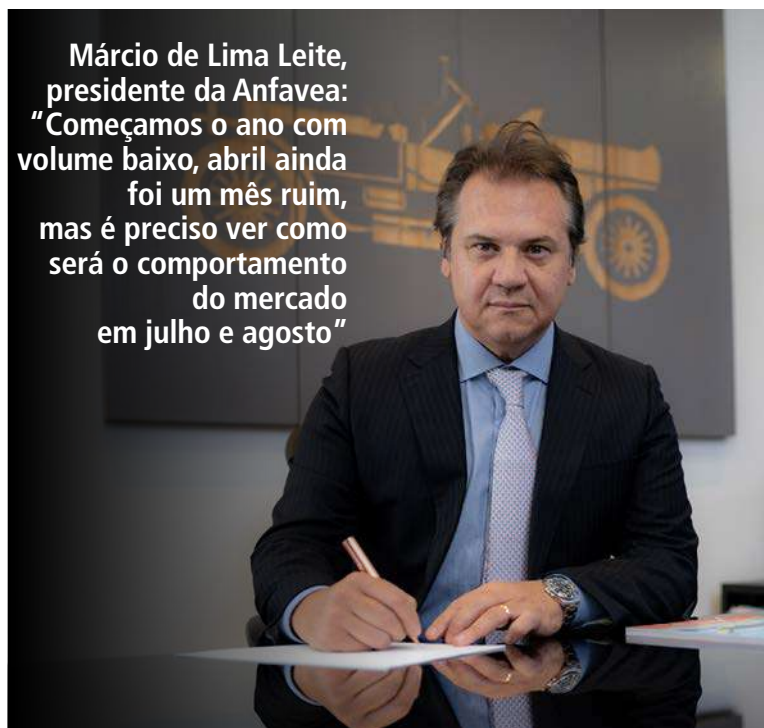 Márcio de Lima Leite,
presidente da Anfavea:
“Começamos o ano com
volume baixo, abril ainda
foi um mês ruim,
mas é preciso ver como
será o comportamento
do mercado
em julho e agosto”